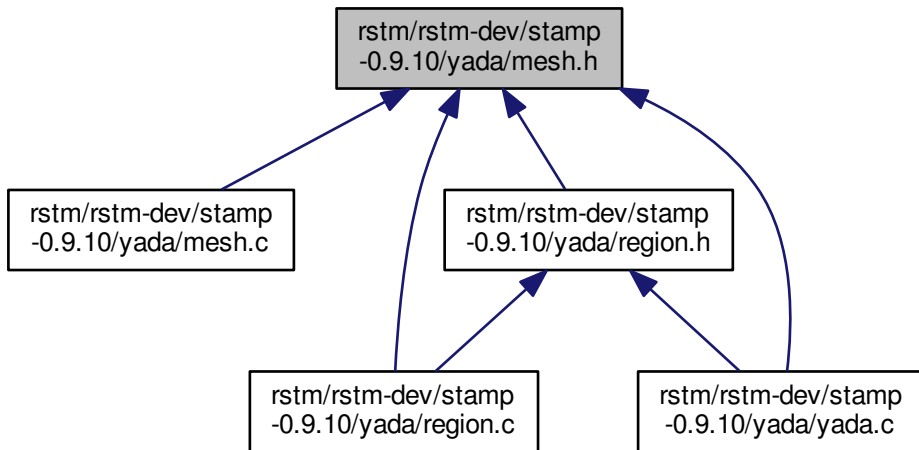 rstm/rstm-dev/stamp
-0.9.10/yada/mesh.h
rstm/rstm-dev/stamp
-0.9.10/yada/mesh.c
rstm/rstm-dev/stamp
-0.9.10/yada/region.h
rstm/rstm-dev/stamp
-0.9.10/yada/region.c
rstm/rstm-dev/stamp
-0.9.10/yada/yada.c